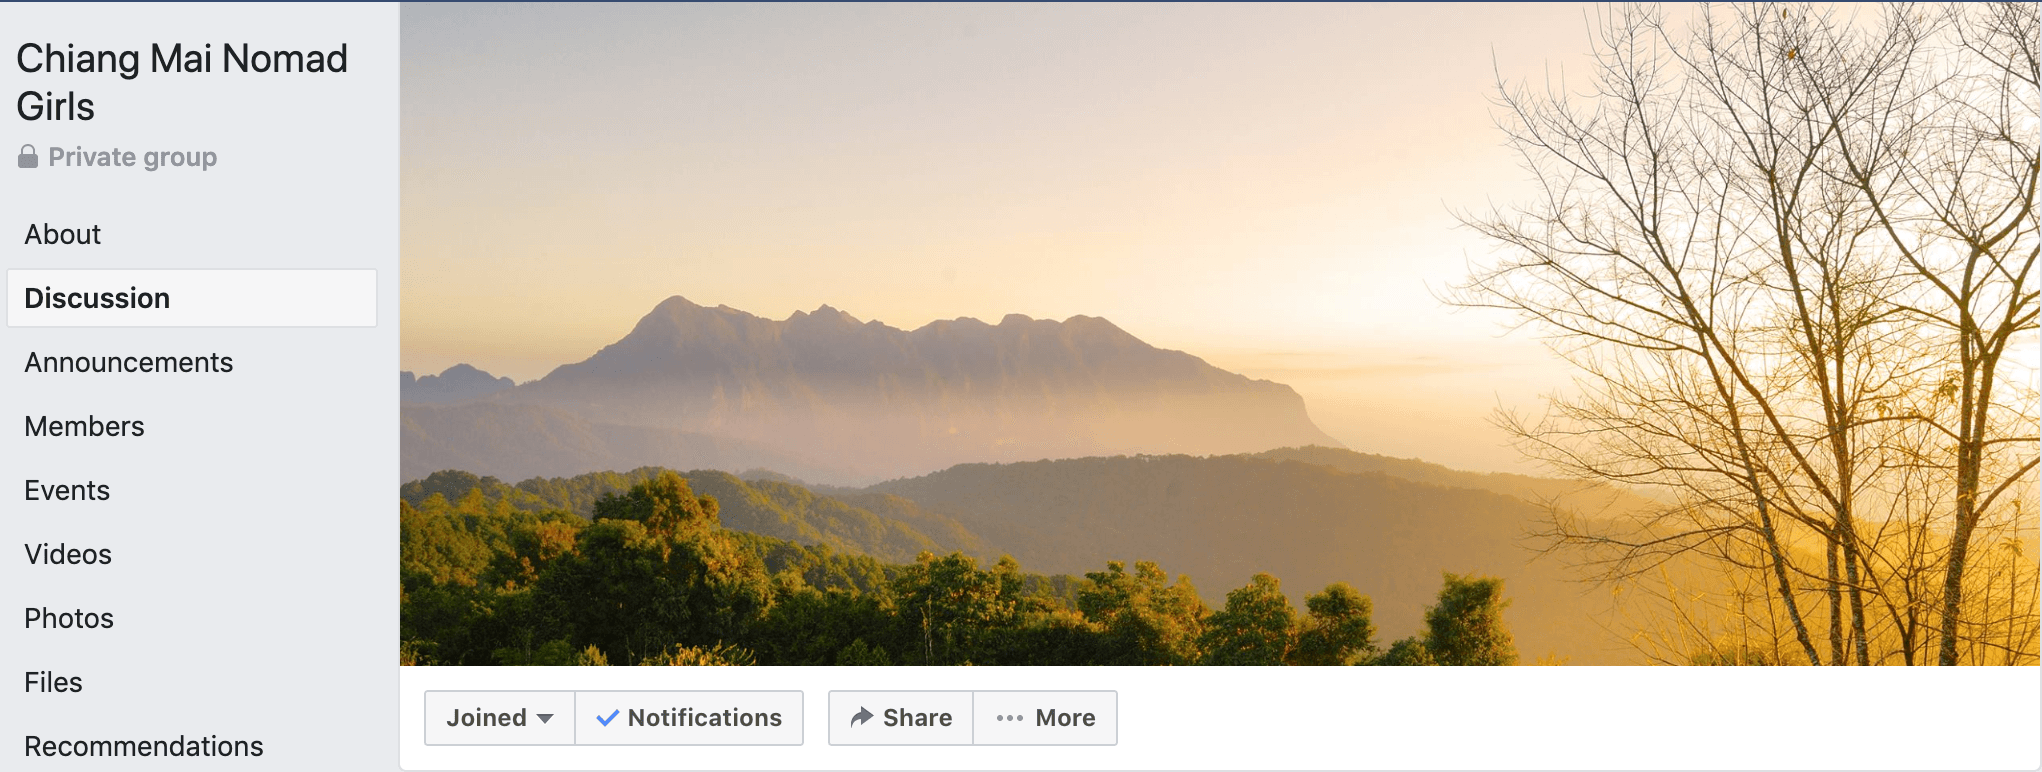 Chiang Mai Nomad
Girls
Private group
About
Discussion
Announcements
Members
Events
Videos
Photos
Files
Recommendations
Joined
Notifications
Share
More